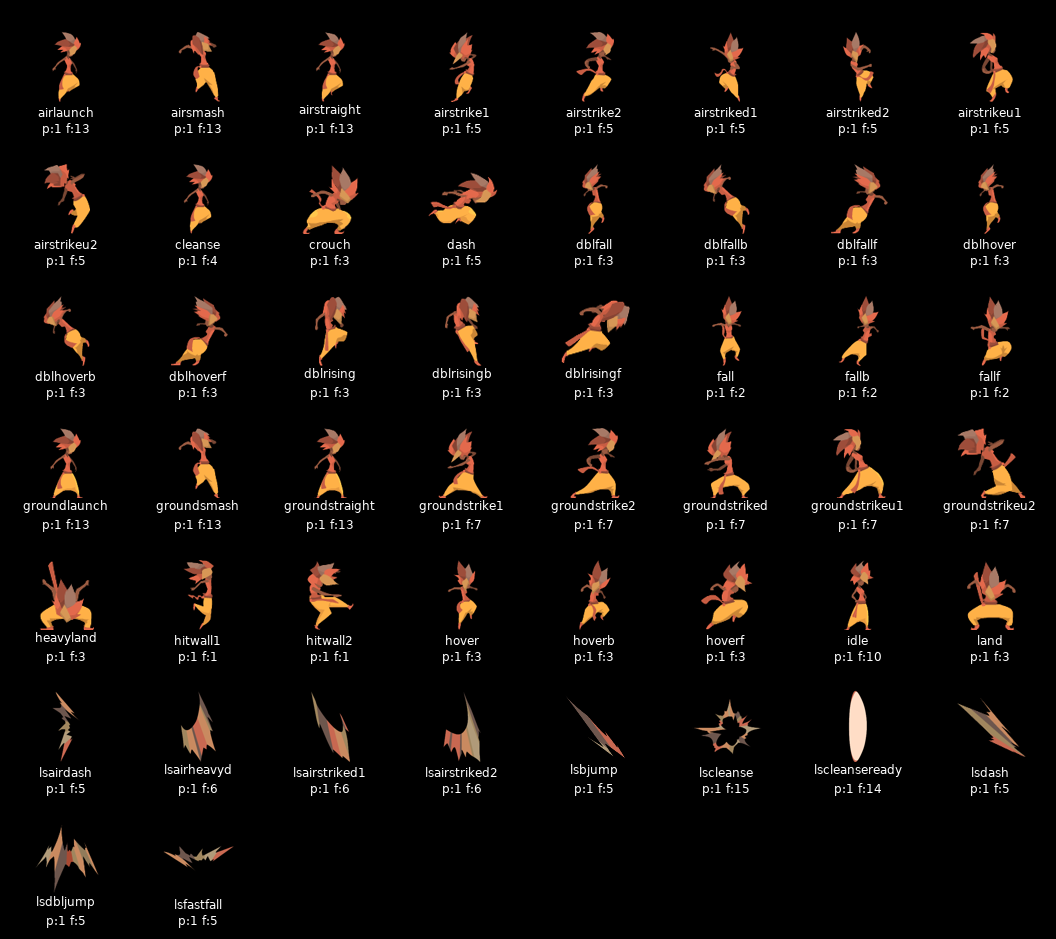 airlaunch airsmash airstraight airstrike1 airstrike2 airstriked1 airstriked2 airstrikeu1
p:1 f:13 p:1 f:13 p:1 f:13 p:1 f:5 p:1 f:5 p:1 f:5 p:1 f:5 p:1 f:5
airstrikeu2 cleanse crouch dash dblfall dblfallb dblfallf dblhover
p:1 f:5 p:1 f:4 p:1 f:3 p:1 f:5 p:1 f:3 p:1 f:3 p:1 f:3 p:1 f:3
dblhoverb dblhoverf dblrising dblrisingb dblrisingf fall fallb fallf
p:1 f:3 p:1 f:3 p:1 f:3 p:1 f:3 p:1 f:3 p:1 f:2 p:1 f:2 p:1 f:2
groundlaunch groundsmash groundstraight groundstrike1 groundstrike2 groundstriked groundstrikeu1 groundstrikeu2
p:1 f:13 p:1 f:13 p:1 f:13 p:1 f:7 p:1 f:7 p:1 f:7 p:1 f:7 p:1 f:7
heavyland hitwall1 hitwall2 hover hoverb hoverf idle land
p:1 f:3 p:1 f:1 p:1 f:1 p:1 f:3 p:1 f:3 p:1 f:3 p:1 f:10 p:1 f:3
lsairdash lsairheavyd lsairstriked1 lsairstriked2 lsbjump lscleanse lscleanseready lsdash
p:1 f:5 p:1 f:6 p:1 f:6 p:1 f:6 p:1 f:5 p:1 f:15 p:1 f:14 p:1 f:5
lsdbljump lsfastfall
p:1 f:5 p:1 f:5